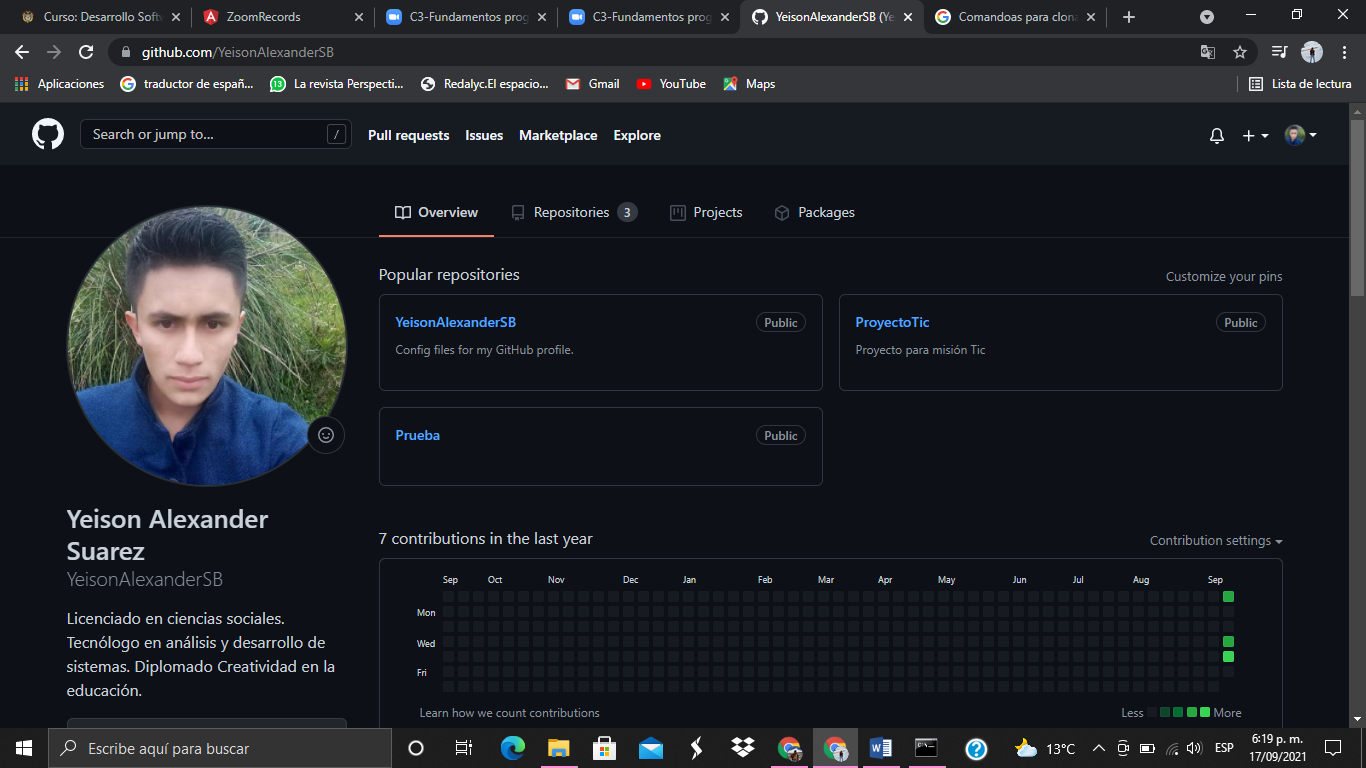 Curso: Desarrollo Softw
ZoomRecords
C3-Fundamentos prog
C3-Fundamentos prog
YeisonAlexanderSB (Ye
Comandoas para clona
github.com/YeisonAlexanderSB
Aplicaciones
traductor de españ...
13
La revista Perspecti...
Redalyc.El espacio...
Gmail
YouTube
Maps
Lista de lectura
Search or jump to...
/
Pull requests
Issues
Marketplace
Explore
Overview
Repositories 3
Projects
Packages
Popular repositories
Customize your pins
YeisonAlexanderSB
Public
Config files for my GitHub profile.
ProyectoTic
Public
Proyecto para misión Tic
Prueba
Public
Yeison Alexander
Suarez
YeisonAlexanderSB
Licenciado en ciencias sociales.
Tecnólogo en análisis y desarrollo de
sistemas. Diplomado Creatividad en la
educación.
7 contributions in the last year
Contribution settings
Sep Oct Nov Dec Jan Feb Mar Apr May Jun Jul Aug Sep
Mon
Wed
Fri
Learn how we count contributions
Less
More
Escribe aquí para buscar
13°C
ESP
6:19 p. m.
17/09/2021